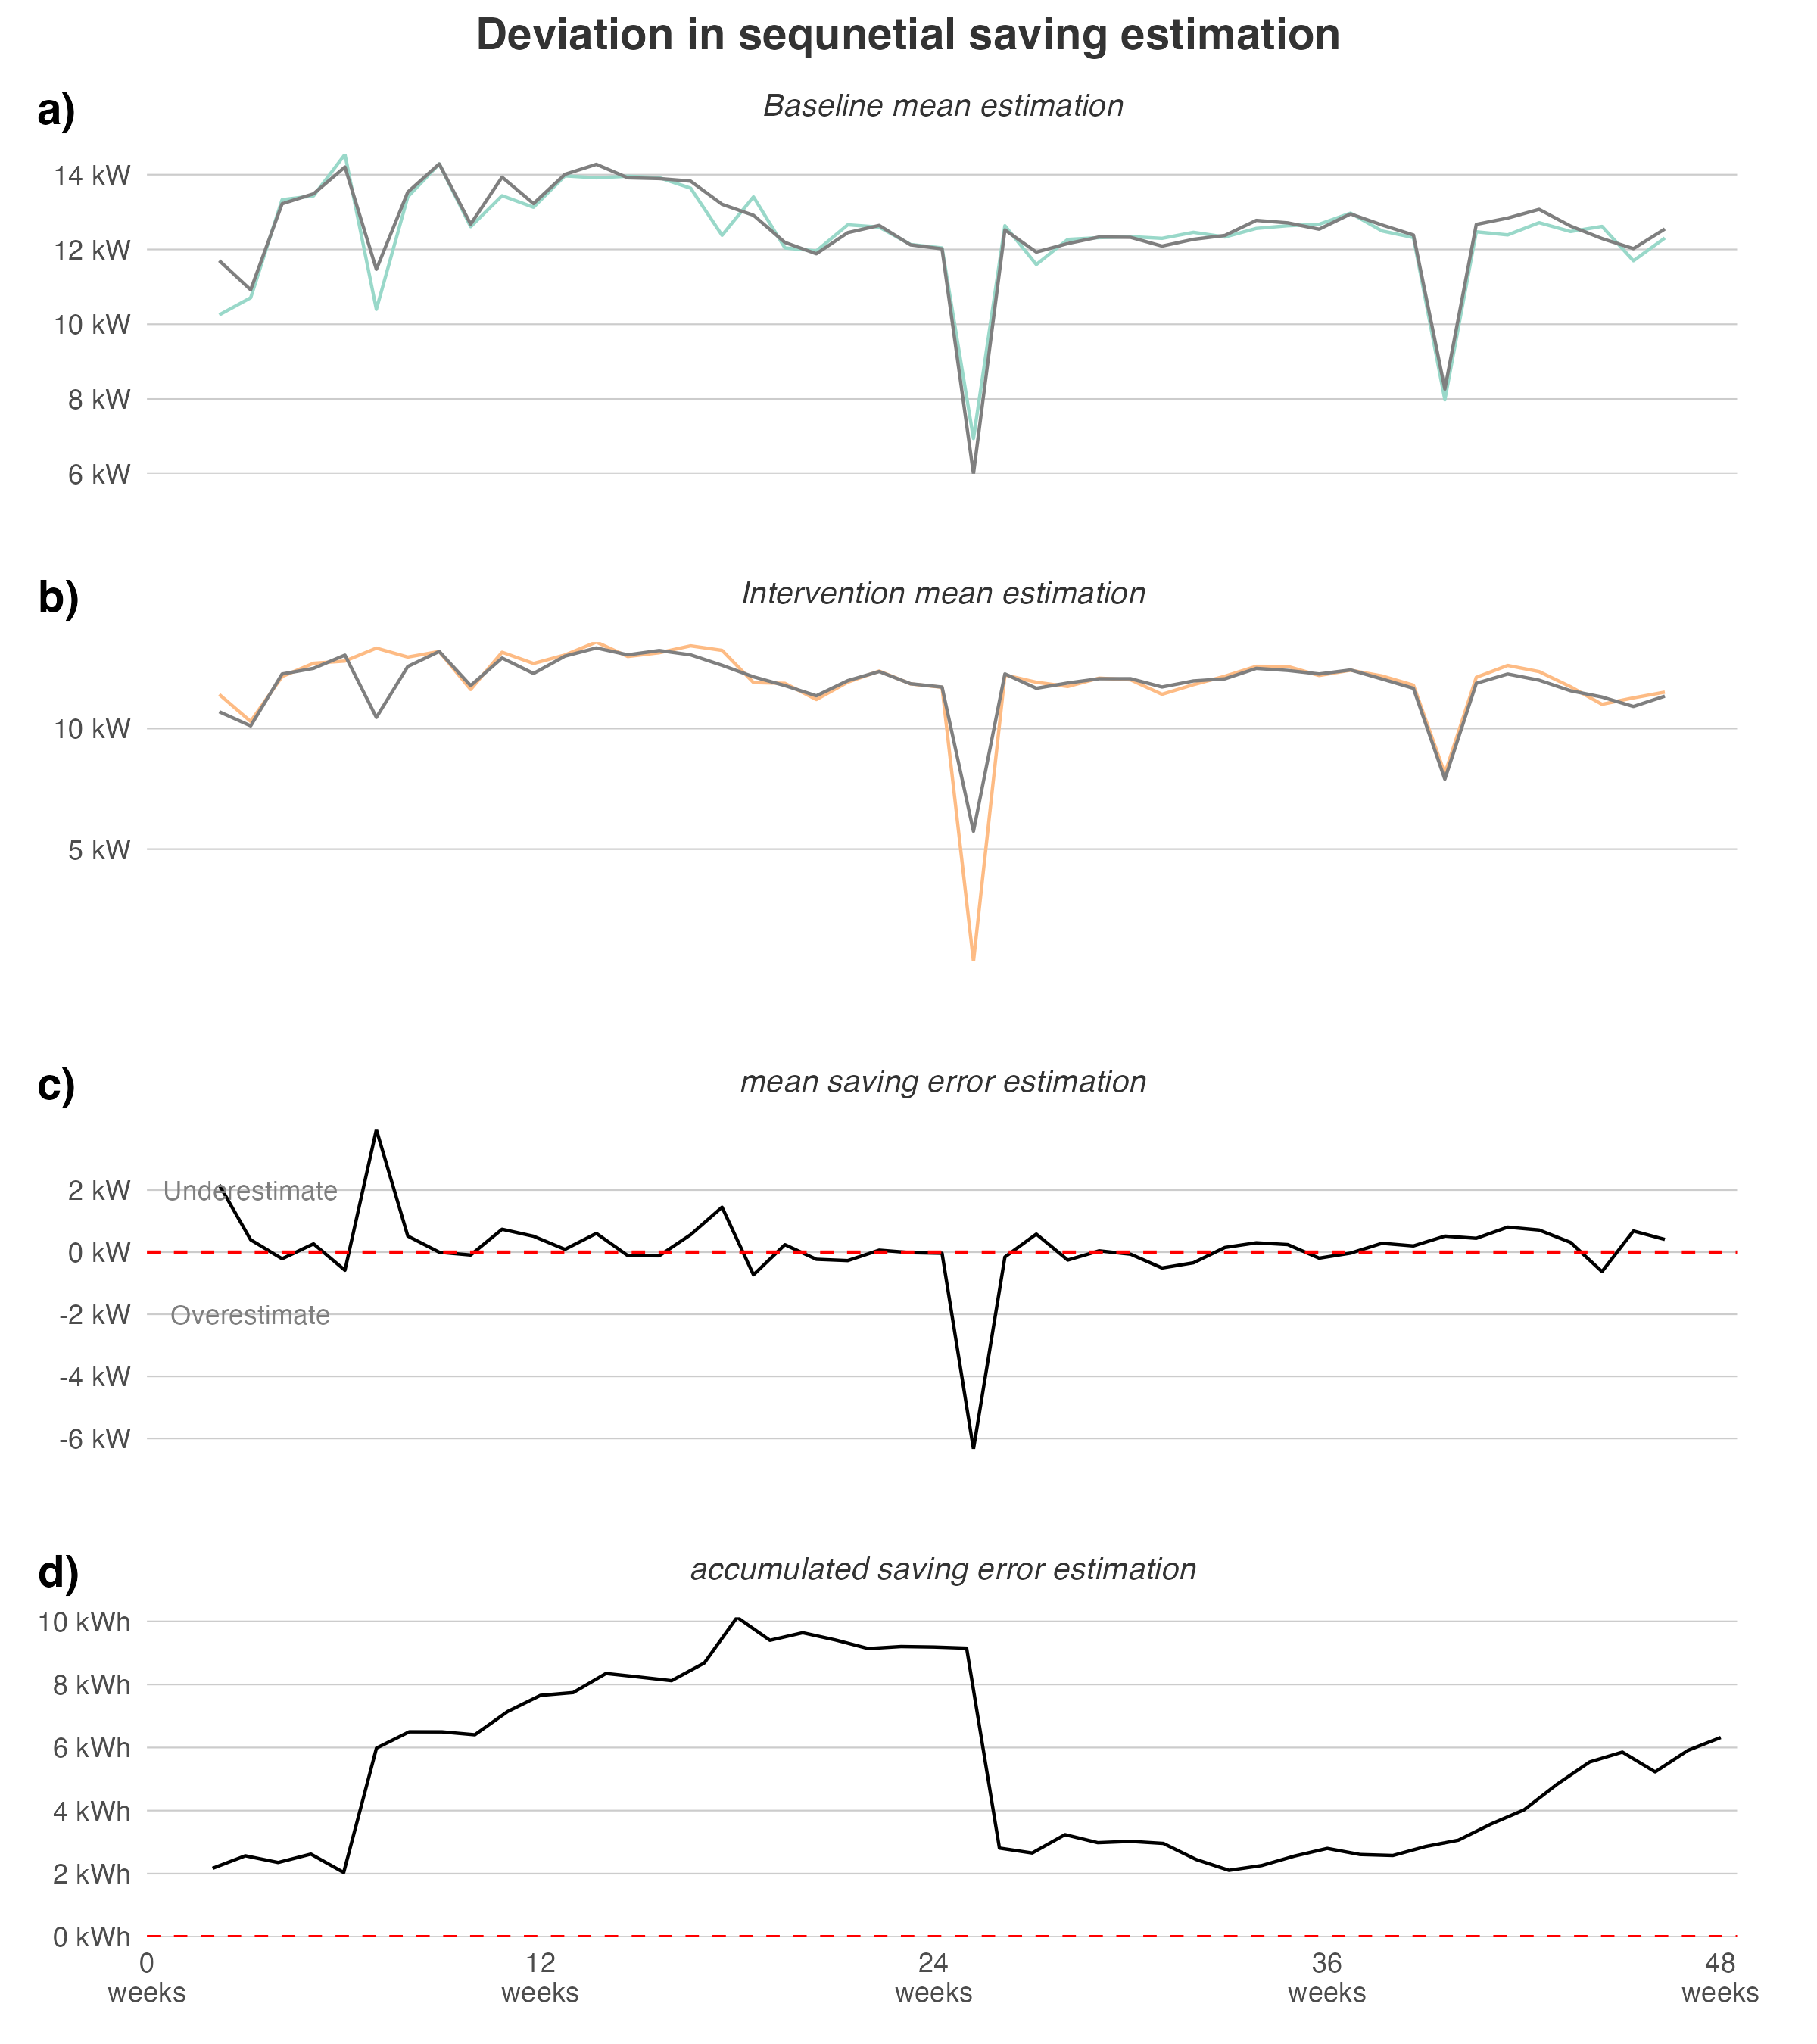 Deviation in sequnetial saving estimation
a)
Baseline mean estimation
14 kW
12 kW
10 kW
8 kW
6 kW
b)
Intervention mean estimation
10 kW
5 kW
c)
mean saving error estimation
2 kW
Underestimate
0 kW
-2 kW
Overestimate
-4 kW
-6 kW
d)
accumulated saving error estimation
10 kWh
8 kWh
6 kWh
4 kWh
2 kWh
0 kWh
0 12 24 36 48
weeks weeks weeks weeks weeks